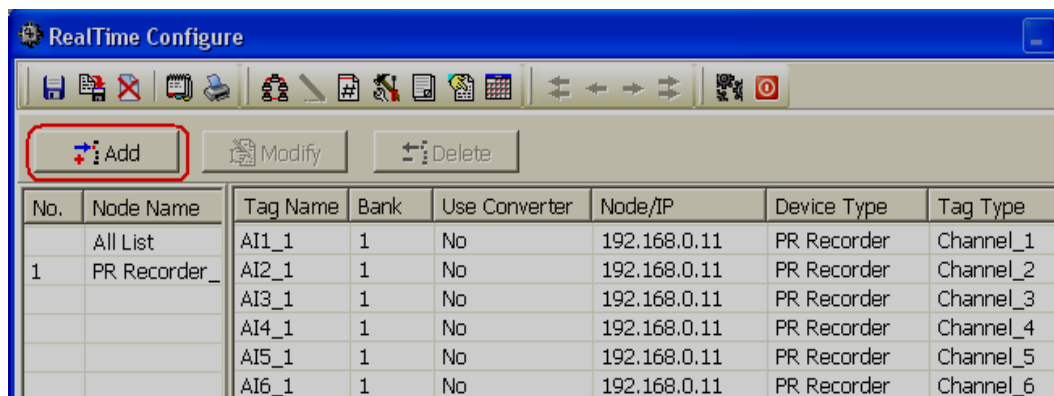 RealTime Configure
#
Add Modify Delete
No. Node Name Tag Name Bank Use Converter Node/IP Device Type Tag Type
All List AI1_1 1 No 192.168.0.11 PR Recorder Channel_1
1 PR Recorder_ AI2_1 1 No 192.168.0.11 PR Recorder Channel_2
AI3_1 1 No 192.168.0.11 PR Recorder Channel_3
AI4_1 1 No 192.168.0.11 PR Recorder Channel_4
AI5_1 1 No 192.168.0.11 PR Recorder Channel_5
AI6_1 1 No 192.168.0.11 PR Recorder Channel_6